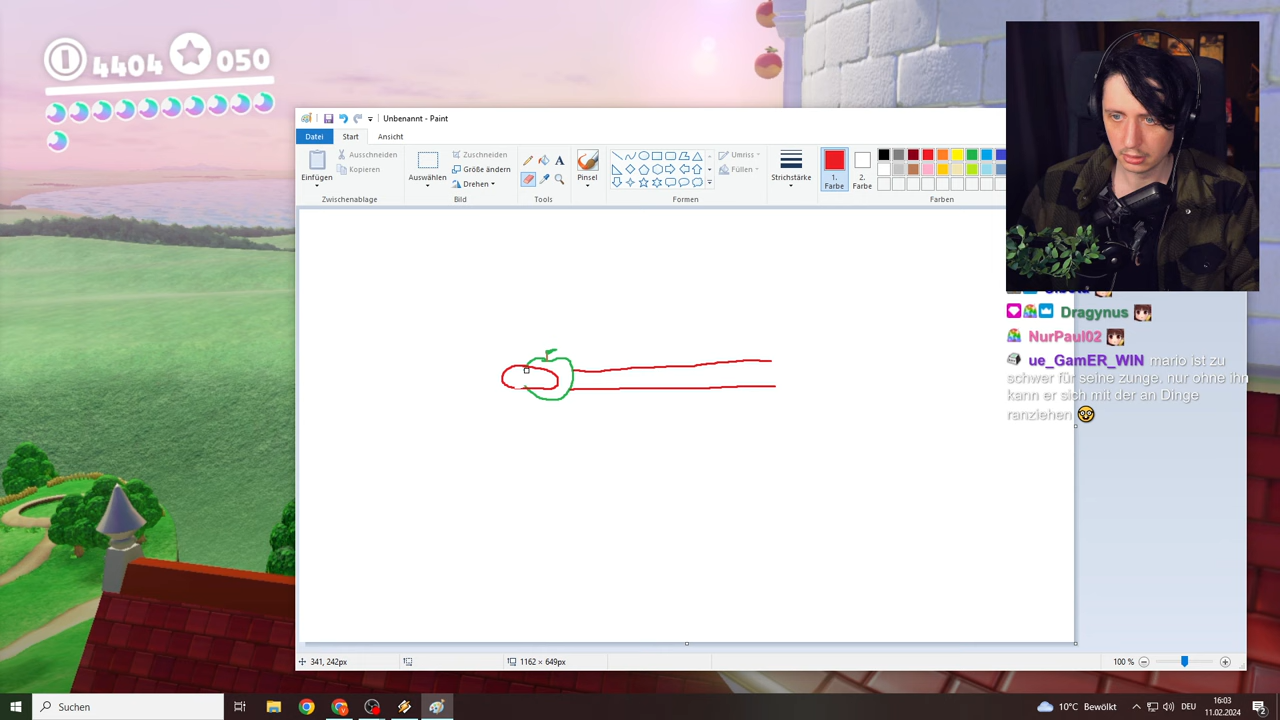 4404 050
Unbenannt - Paint
Datei Start Ansicht
Einfügen
Ausschneiden
Kopieren
Zwischenablage
Auswählen
Zuschneiden
Größe ändern
Drehen
Bild
A
Tools
Pinsel
Umriss
Füllen
Formen
Strichstärke
1. Farbe
2. Farbe
Farben
Dragynus
NurPaul02
ue_GamER_WIN mario ist zu
schwer für seine zunge. nur ohne ihn
kann er sich mit der an Dinge
ranziehen
341, 242px
1162 × 649px
100 %
Suchen
10°C Bewölkt
DEU
16:03
11.02.2024
2